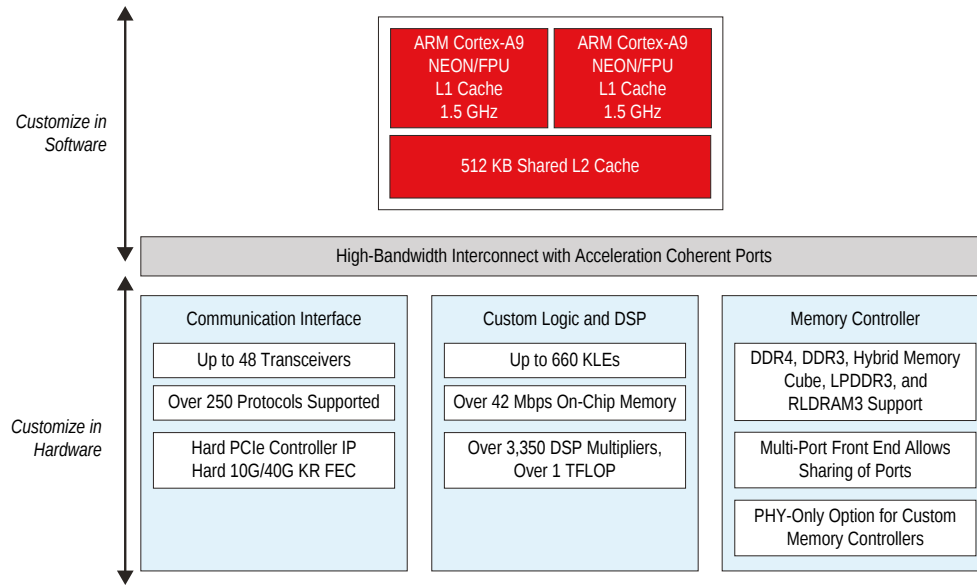 Customize in
Software
ARM Cortex-A9
NEON/FPU
L1 Cache
1.5 GHz
ARM Cortex-A9
NEON/FPU
L1 Cache
1.5 GHz
512 KB Shared L2 Cache
High-Bandwidth Interconnect with Acceleration Coherent Ports
Customize in
Hardware
Communication Interface
Up to 48 Transceivers
Over 250 Protocols Supported
Hard PCIe Controller IP
Hard 10G/40G KR FEC
Custom Logic and DSP
Up to 660 KLEs
Over 42 Mbps On-Chip Memory
Over 3,350 DSP Multipliers,
Over 1 TFLOP
Memory Controller
DDR4, DDR3, Hybrid Memory
Cube, LPDDR3, and
RLDRAM3 Support
Multi-Port Front End Allows
Sharing of Ports
PHY-Only Option for Custom
Memory Controllers